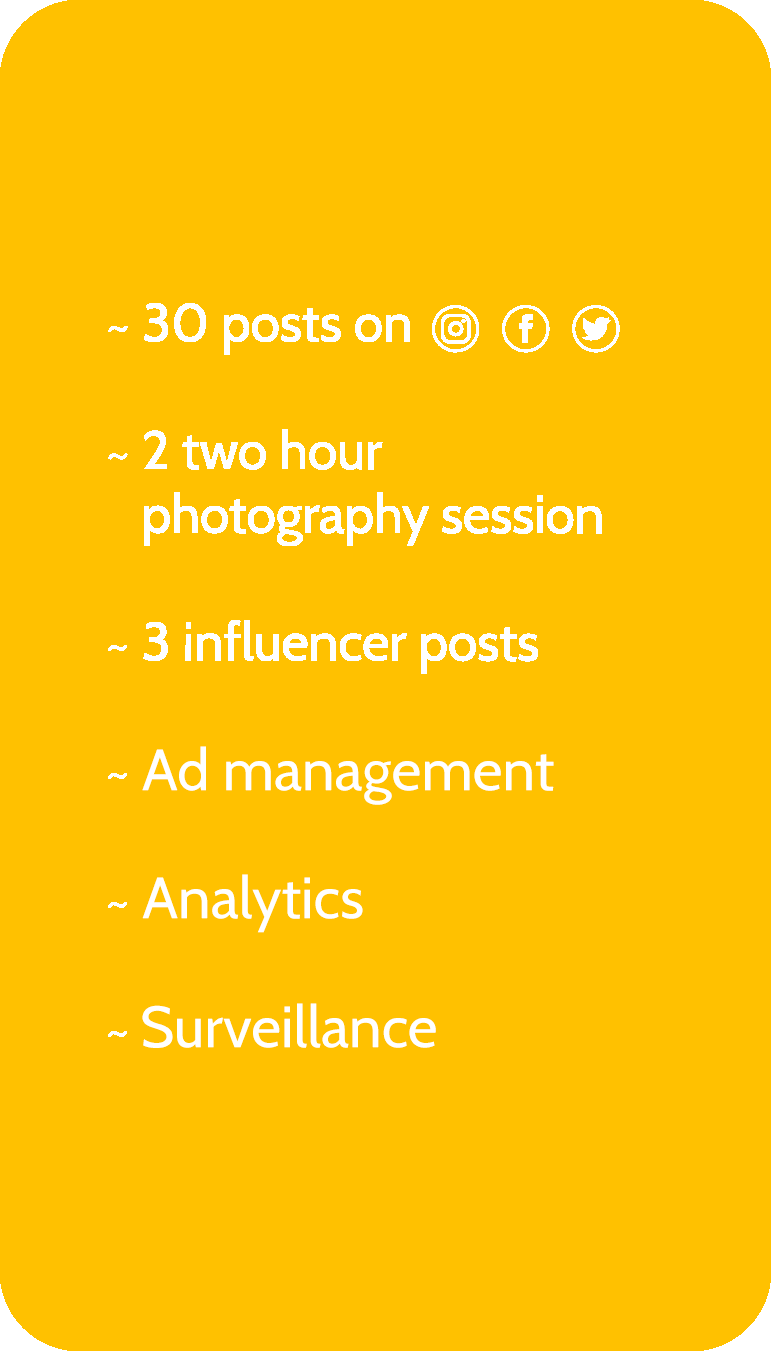 ~ 30 posts on
~ 2 two hour
photography session
~ 3 influencer posts
~ Ad management
~ Analytics
~ Surveillance